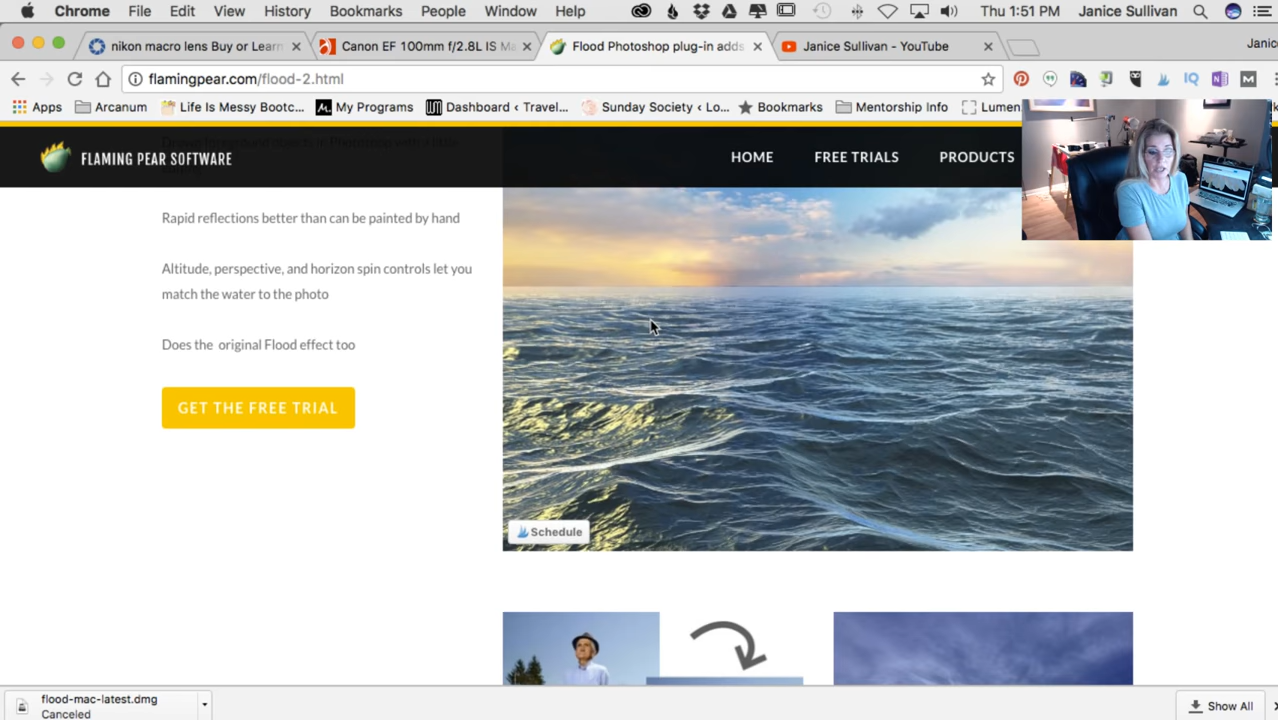 Chrome File Edit View History Bookmarks People Window Help Thu 1:51 PM Janice Sullivan
nikon macro lens Buy or Learn
Canon EF 100mm f/2.8L IS Ma
Flood Photoshop plug-in adds
Janice Sullivan - YouTube
Janic
flamingpear.com/flood-2.html
Apps Arcanum Life Is Messy Bootc... My Programs Dashboard ‹ Travel... Sunday Society ‹ Lo... Bookmarks Mentorship Info Lumen
FLAMING PEAR SOFTWARE
HOME FREE TRIALS PRODUCTS
Rapid reflections better than can be painted by hand
Altitude, perspective, and horizon spin controls let you
match the water to the photo
Does the original Flood effect too
GET THE FREE TRIAL
Schedule
flood-mac-latest.dmg
Canceled
Show All